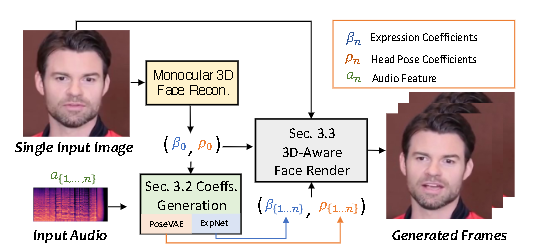 βn Expression Coefficients
ρn Head Pose Coefficients
αn Audio Feature
Monocular 3D
Face Recon.
Single Input Image
(β0, ρ0)
Sec. 3.3
3D-Aware
Face Render
α{1,...,n}
Sec. 3.2 Coeffs.
Generation
PoseVAE ExpNet
(β{1...n}, ρ{1...n})
Input Audio
Generated Frames